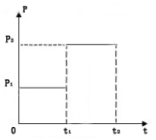 P
P₂
P₁
0 t₁ t₂ t